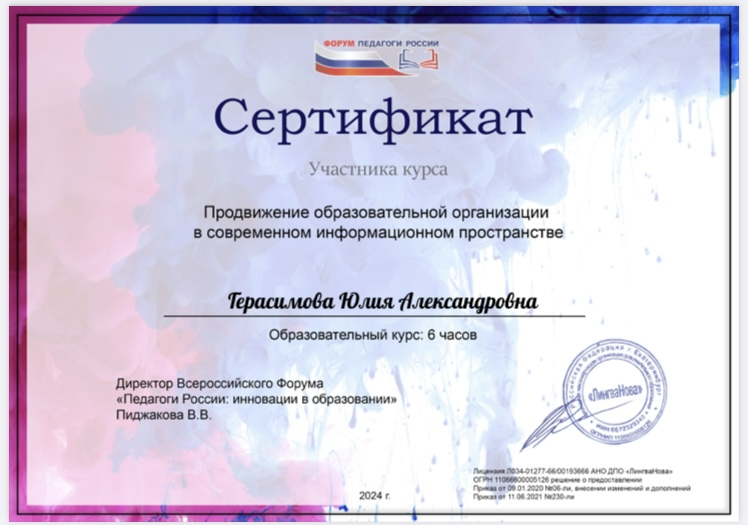 ФОРУМ ПЕДАГОГИ РОССИИ
Сертификат
Участника курса
Продвижение образовательной организации
в современном информационном пространстве
Герасимова Юлия Александровна
Образовательный курс: 6 часов
Директор Всероссийского Форума
«Педагоги России: инновации в образовании»
Пиджакова В.В.
«ЛингваНова»
Лицензия Л034-01277-66/00193666 АНО ДПО «ЛингваНова»
ОГРН 11066600005126 решение о предоставлении
Приказ от 09.01.2020 №06-ли, внесении изменений и дополнений
Приказ от 11.06.2021 №230-ли
2024 г.